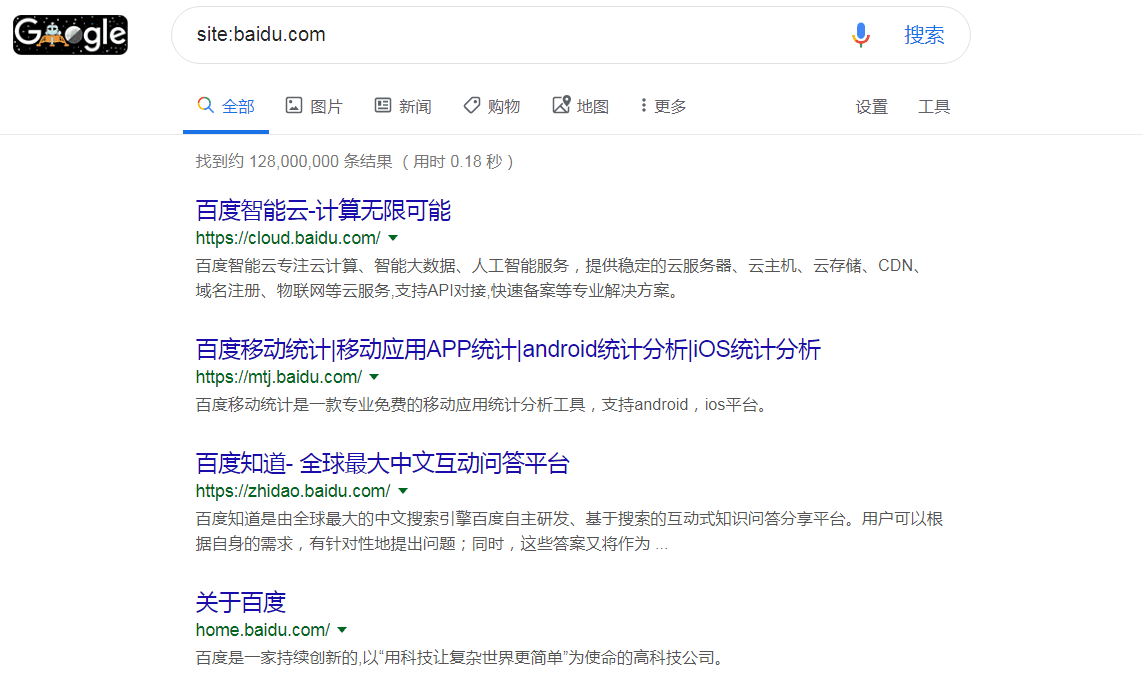 Google
site:baidu.com
搜索
全部 图片 新闻 购物 地图 更多 设置 工具
找到约 128,000,000 条结果 （用时 0.18 秒）
百度智能云-计算无限可能
https://cloud.baidu.com/
百度智能云专注云计算、智能大数据、人工智能服务，提供稳定的云服务器、云主机、云存储、CDN、
域名注册、物联网等云服务,支持API对接,快速备案等专业解决方案。
百度移动统计|移动应用APP统计|android统计分析|iOS统计分析
https://mtj.baidu.com/
百度移动统计是一款专业免费的移动应用统计分析工具，支持android，ios平台。
百度知道- 全球最大中文互动问答平台
https://zhidao.baidu.com/
百度知道是由全球最大的中文搜索引擎百度自主研发、基于搜索的互动式知识问答分享平台。用户可以根
据自身的需求，有针对性地提出问题；同时，这些答案又将作为 ...
关于百度
home.baidu.com/
百度是一家持续创新的,以“用科技让复杂世界更简单”为使命的高科技公司。